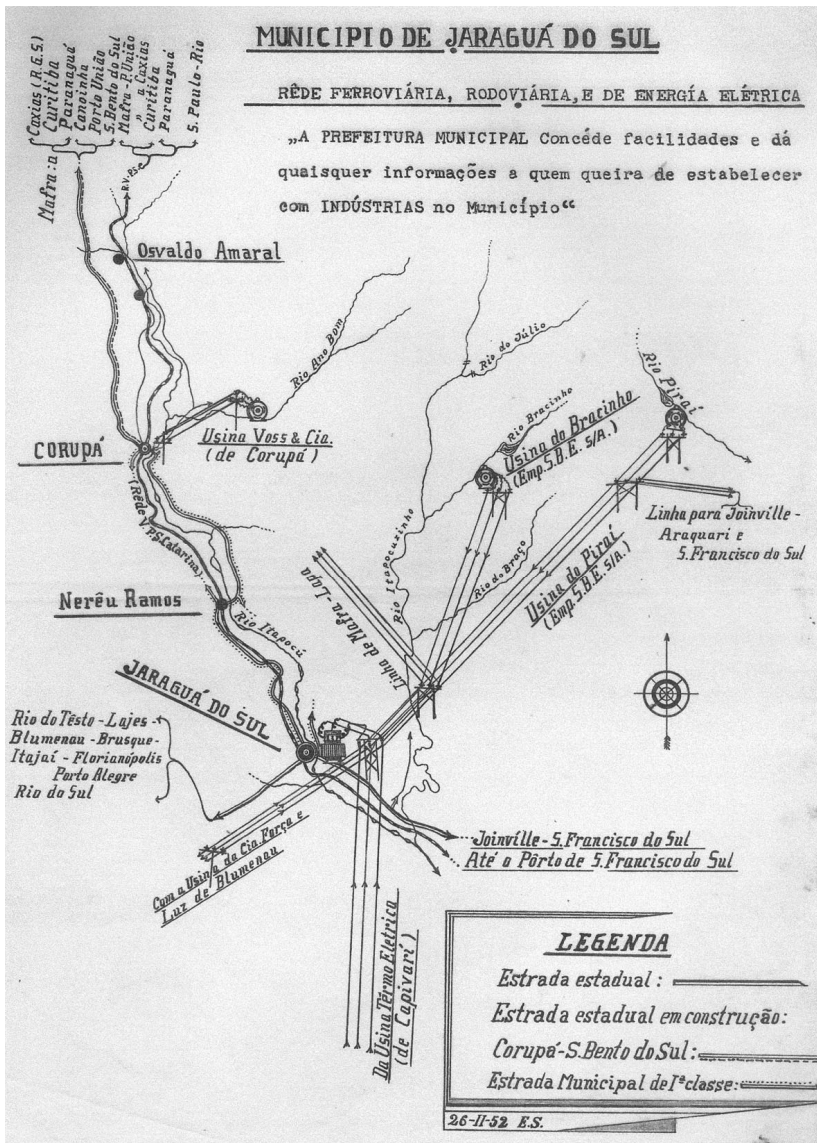 MUNICIPIO DE JARAGUÁ DO SUL
RÊDE FERROVIÁRIA, RODOVIÁRIA, E DE ENERGÍA ELÉTRICA
„A PREFEITURA MUNICIPAL Concéde facilidades e dá
quaisquer informações a quem queira de estabelecer
com INDÚSTRIAS no Município“
Mafra:a
Caxias (R.G.S.)
Curitiba
Paranaguá
Canoinha
Porto União
S.Bento do Sul
Mafra-P.União
„ a Caxias
Curitiba
Paranaguá
S. Paulo-Rio
Osvaldo Amaral
Rio Ano Bom
Rio do Júlio
Rio Piraí
Usina Voss & Cia.
(de Corupá)
CORUPÁ
Rio Bracinho
Usina do Bracinho
(Emp. S.B.E. S/A.)
Linha para Joinville-
Araquari e
S.Francisco do Sul
(Rêde V.P.S.Catarina)
Rio Itapocuzinho
Rio do Braço
Usina do Piraí
(Emp. S.B.E. S/A.)
Linha de Mafra-Lapa
Nerêu Ramos
Rio Itapocú
JARAGUÁ DO SUL
Rio do Têsto-Lajes-
Blumenau-Brusque-
Itajaí-Florianópolis
Porto Alegre
Rio do Sul
Joinville-S.Francisco do Sul
Até o Pôrto de S.Francisco do Sul
Com a Usina da Cia.Força e
Luz de Blumenau
Da Usina Térmo Eletrica
(de Capivarí)
LEGENDA
Estrada estadual:
Estrada estadual em construção:
Corupá-S.Bento do Sul:
Estrada Municipal de Iª classe:
26-II-52 E.S.